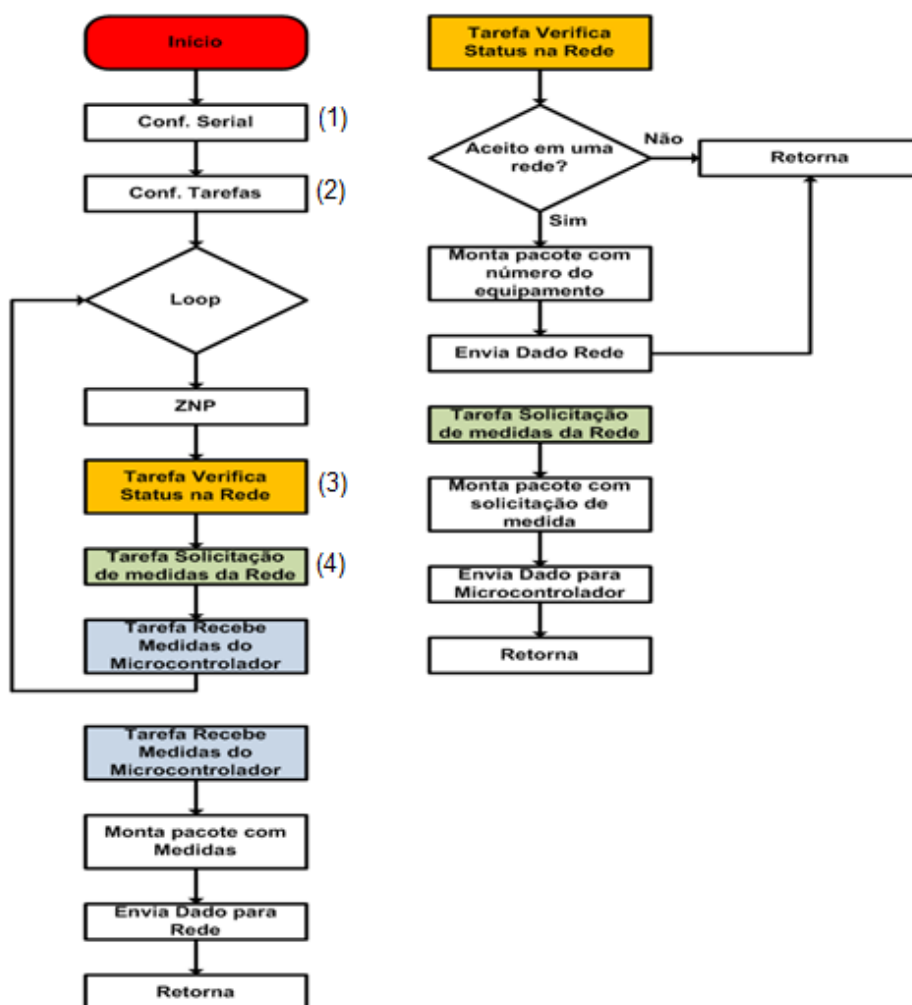 Início
Conf. Serial
(1)
Conf. Tarefas
(2)
Loop
ZNP
Tarefa Verifica
Status na Rede
(3)
Tarefa Solicitação
de medidas da Rede
(4)
Tarefa Recebe
Medidas do
Microcontrolador
Tarefa Recebe
Medidas do
Microcontrolador
Monta pacote com
Medidas
Envia Dado para
Rede
Retorna
Tarefa Verifica
Status na Rede
Aceito em uma
rede?
Não
Retorna
Sim
Monta pacote com
número do
equipamento
Envia Dado Rede
Tarefa Solicitação
de medidas da Rede
Monta pacote com
solicitação de
medida
Envia Dado para
Microcontrolador
Retorna